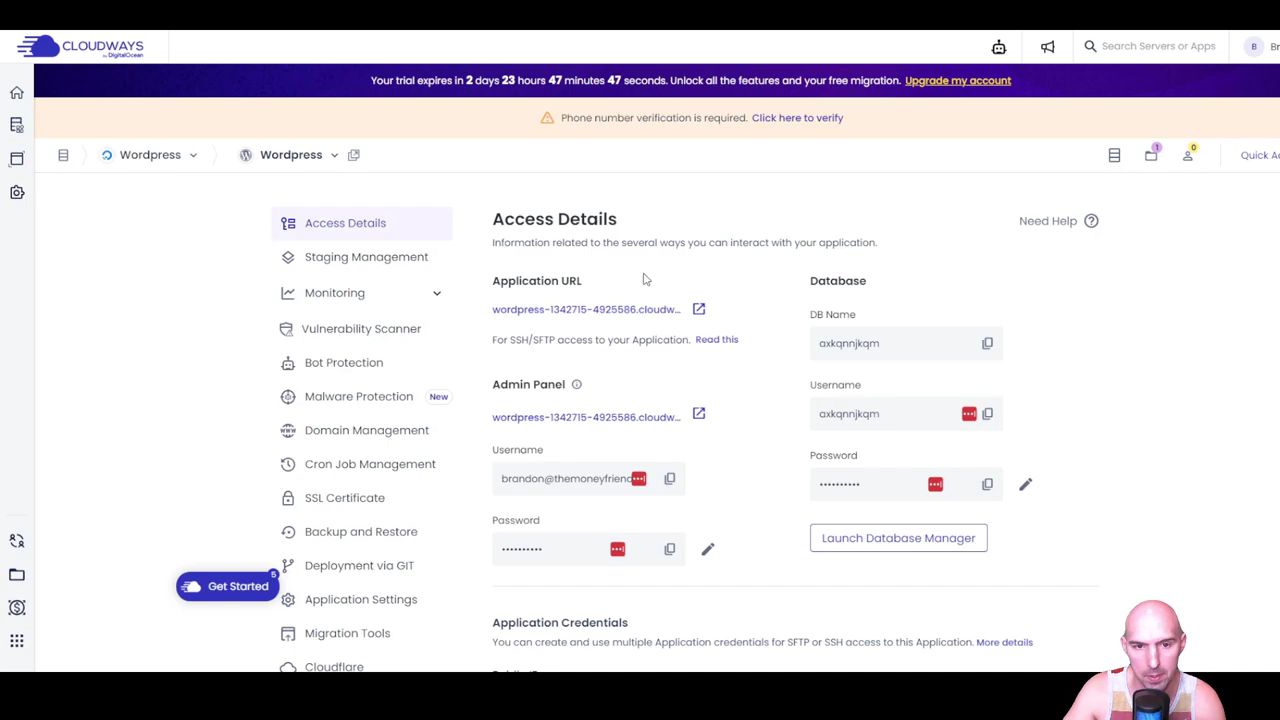 CLOUDWAYS
by DigitalOcean
Search Servers or Apps
B
Br
Your trial expires in 2 days 23 hours 47 minutes 47 seconds. Unlock all the features and your free migration. Upgrade my account
Phone number verification is required. Click here to verify
Wordpress
Wordpress
1
0
Quick Ac
Access Details
Staging Management
Monitoring
Vulnerability Scanner
Bot Protection
Malware Protection New
Domain Management
Cron Job Management
SSL Certificate
Backup and Restore
Deployment via GIT
Get Started
5
Application Settings
Migration Tools
Cloudflare
Access Details
Need Help
Information related to the several ways you can interact with your application.
Application URL
wordpress-1342715-4925586.cloudw...
For SSH/SFTP access to your Application. Read this
Admin Panel
wordpress-1342715-4925586.cloudw...
Username
brandon@themoneyfrien
Password
••••••••••
Database
DB Name
axkqnnjkqm
Username
axkqnnjkqm
Password
••••••••••
Launch Database Manager
Application Credentials
You can create and use multiple Application credentials for SFTP or SSH access to this Application. More details